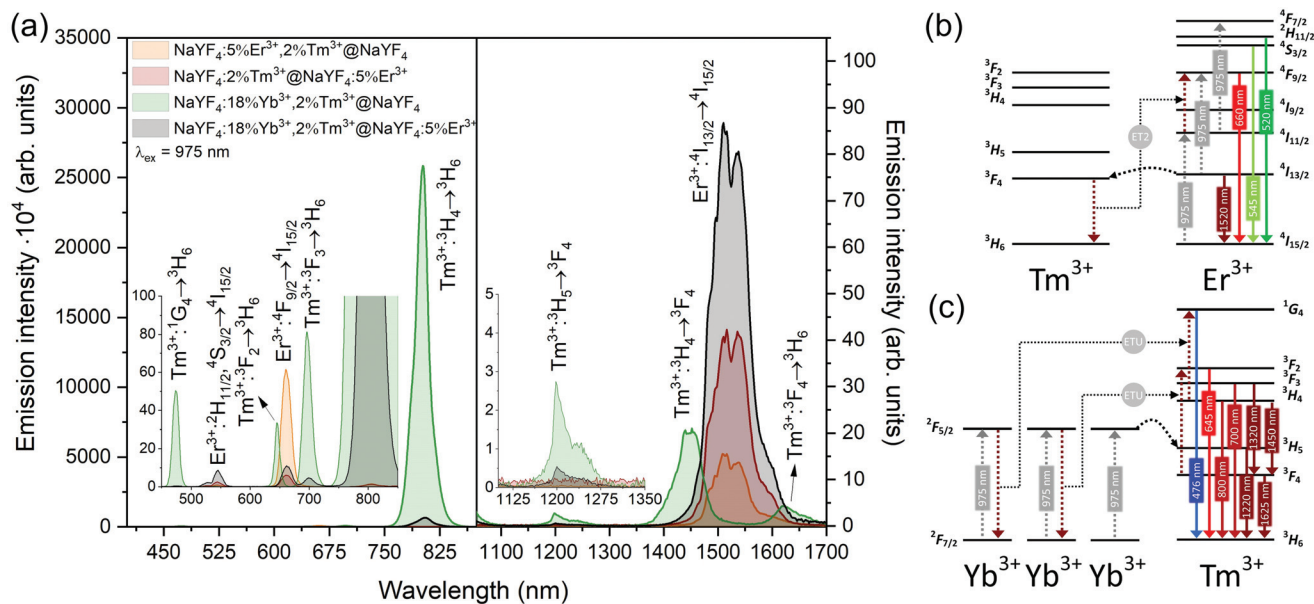 (a)
Emission intensity ·10⁴ (arb. units)
35000
30000
25000
20000
15000
10000
5000
0
NaYF₄:5%Er³⁺,2%Tm³⁺@NaYF₄
NaYF₄:2%Tm³⁺@NaYF₄:5%Er³⁺
NaYF₄:18%Yb³⁺,2%Tm³⁺@NaYF₄
NaYF₄:18%Yb³⁺,2%Tm³⁺@NaYF₄:5%Er³⁺
λₑₓ = 975 nm
Tm³⁺:¹G₄→³H₆
Er³⁺:²H₁₁/₂,⁴S₃/₂→⁴I₁₅/₂
Tm³⁺:³F₂→³H₆
Er³⁺:⁴F₉/₂→⁴I₁₅/₂
Tm³⁺:³F₃→³H₆
Tm³⁺:³H₄→³H₆
100
80
60
40
20
0
500
600
700
800
5
4
3
2
1
0
1120
1200
1280
1350
Tm³⁺:³H₅→³F₄
Tm³⁺:³H₄→³F₄
Er³⁺:⁴I₁₃/₂→⁴I₁₅/₂
Tm³⁺:³F₄→³H₆
450
525
600
675
750
825
1100
1200
1300
1400
1500
1600
1700
Wavelength (nm)
100
90
80
70
60
50
40
30
20
10
0
Emission intensity (arb. units)
(b)
³F₂
³F₃
³H₄
³H₅
³F₄
³H₆
Tm³⁺
ET2
975 nm
975 nm
975 nm
1520 nm
660 nm
545 nm
520 nm
⁴F₇/₂
²H₁₁/₂
⁴S₃/₂
⁴F₉/₂
⁴I₉/₂
⁴I₁₁/₂
⁴I₁₃/₂
⁴I₁₅/₂
Er³⁺
(c)
ETU
ETU
²F₅/₂
²F₇/₂
975 nm
975 nm
975 nm
Yb³⁺
Yb³⁺
Yb³⁺
476 nm
645 nm
800 nm
700 nm
1220 nm
1320 nm
1625 nm
1450 nm
¹G₄
³F₂
³F₃
³H₄
³H₅
³F₄
³H₆
Tm³⁺